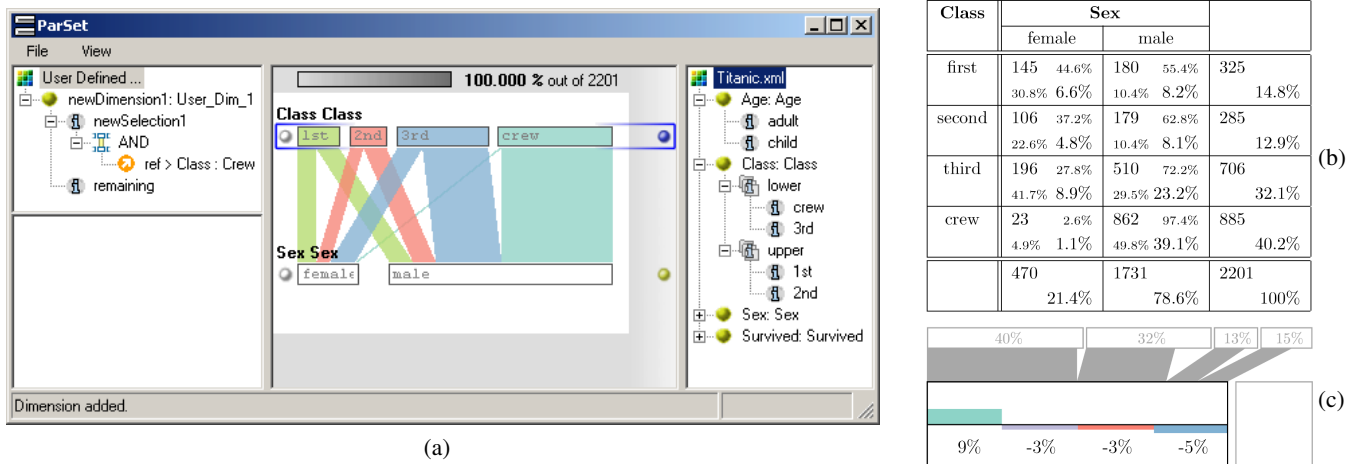 ParSet
File View
User Defined ...
newDimension1: User_Dim_1
newSelection1
AND
ref > Class : Crew
remaining
100.000 % out of 2201
Class Class
1st 2nd 3rd crew
Sex Sex
female male
Titanic.xml
Age: Age
adult
child
Class: Class
lower
crew
3rd
upper
1st
2nd
Sex: Sex
Survived: Survived
Dimension added.
(a)
Class Sex
female male
first 145 44.6% 180 55.4% 325
30.8% 6.6% 10.4% 8.2% 14.8%
second 106 37.2% 179 62.8% 285
22.6% 4.8% 10.4% 8.1% 12.9%
third 196 27.8% 510 72.2% 706
41.7% 8.9% 29.5% 23.2% 32.1%
crew 23 2.6% 862 97.4% 885
4.9% 1.1% 49.8% 39.1% 40.2%
470 1731 2201
21.4% 78.6% 100%
(b)
40% 32% 13% 15%
9% -3% -3% -5%
(c)